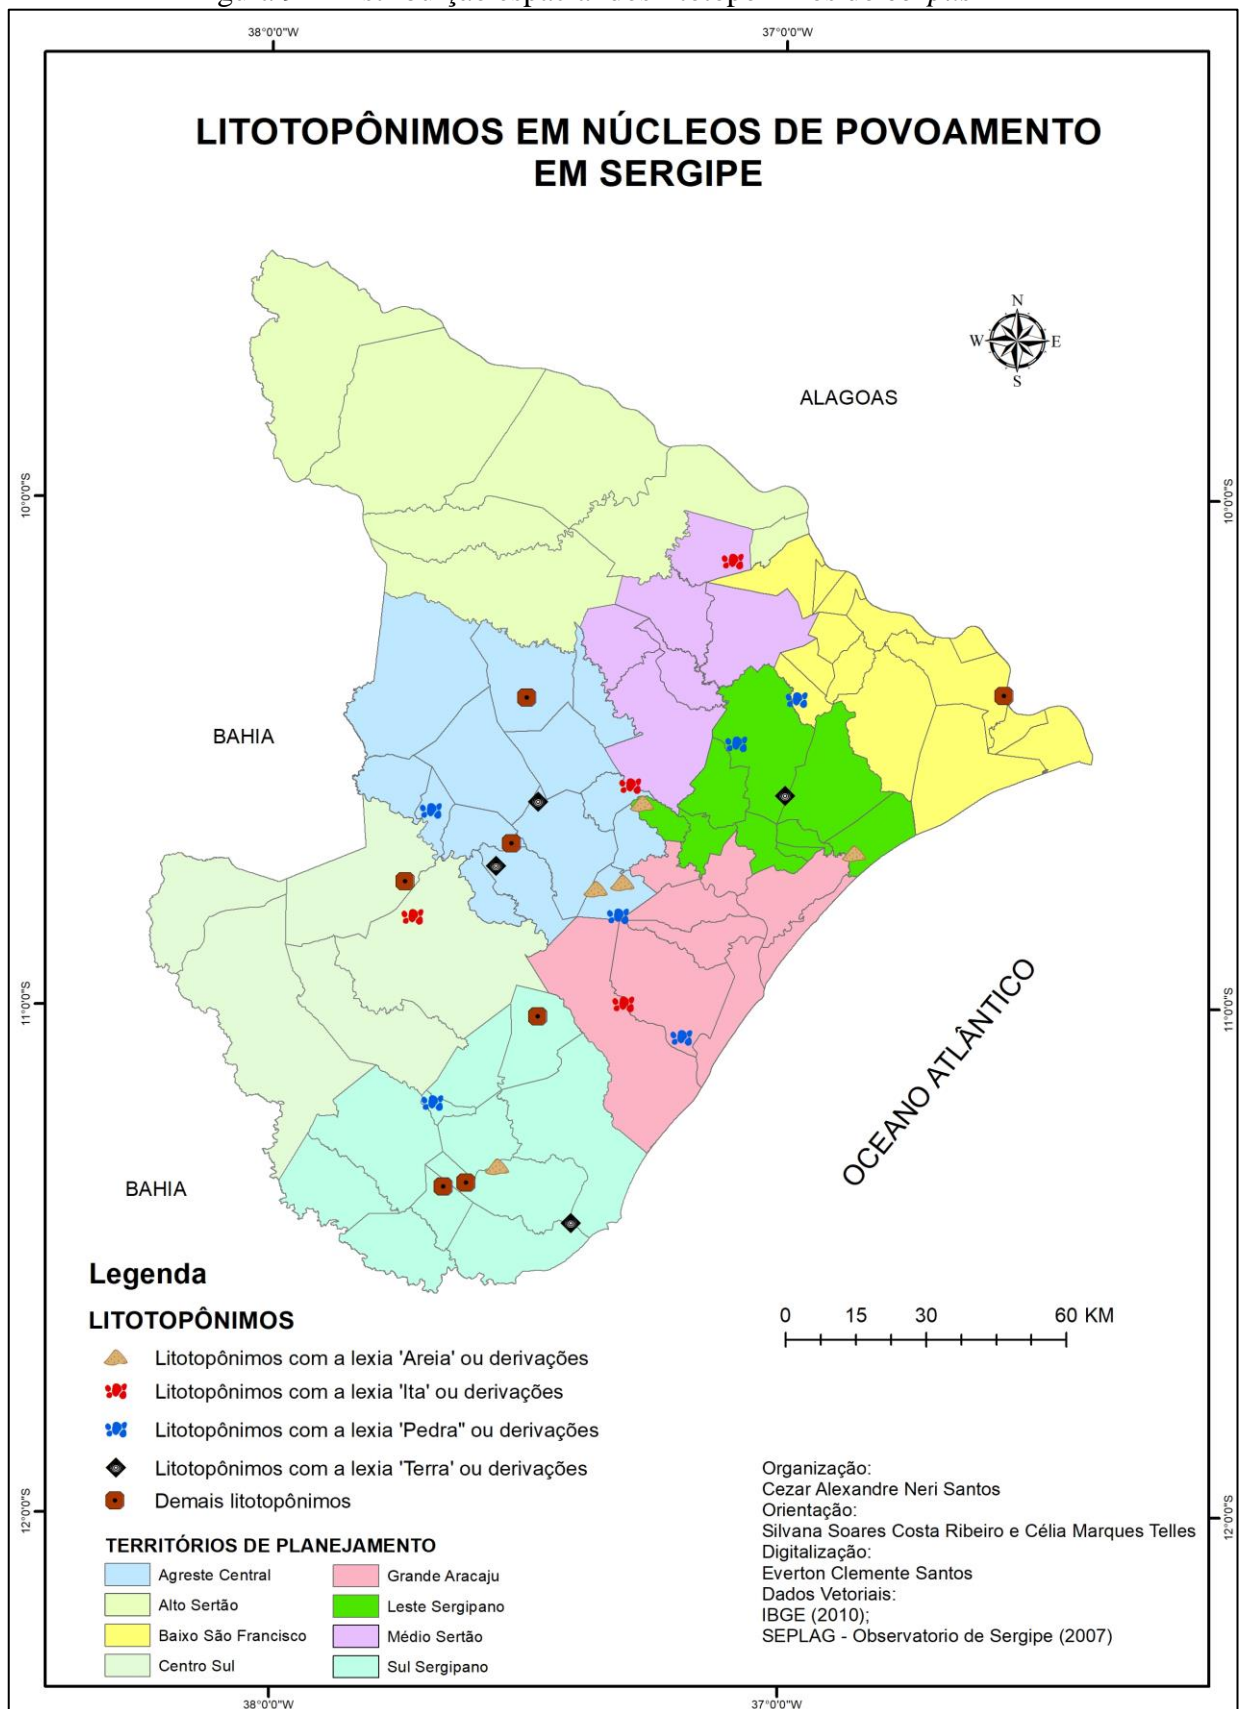 38°0'0"W
37°0'0"W
LITOTOPÔNIMOS EM NÚCLEOS DE POVOAMENTO
EM SERGIPE
N
W
E
S
ALAGOAS
10°0'0"S
10°0'0"S
BAHIA
11°0'0"S
11°0'0"S
OCEANO ATLÂNTICO
BAHIA
Legenda
LITOTOPÔNIMOS
Litotopônimos com a lexia 'Areia' ou derivações
Litotopônimos com a lexia 'Ita' ou derivações
Litotopônimos com a lexia 'Pedra" ou derivações
Litotopônimos com a lexia 'Terra' ou derivações
Demais litotopônimos
0 15 30 60 KM
12°0'0"S
12°0'0"S
TERRITÓRIOS DE PLANEJAMENTO
Agreste Central
Alto Sertão
Baixo São Francisco
Centro Sul
Grande Aracaju
Leste Sergipano
Médio Sertão
Sul Sergipano
Organização:
Cezar Alexandre Neri Santos
Orientação:
Silvana Soares Costa Ribeiro e Célia Marques Telles
Digitalização:
Everton Clemente Santos
Dados Vetoriais:
IBGE (2010);
SEPLAG - Observatorio de Sergipe (2007)
38°0'0"W
37°0'0"W